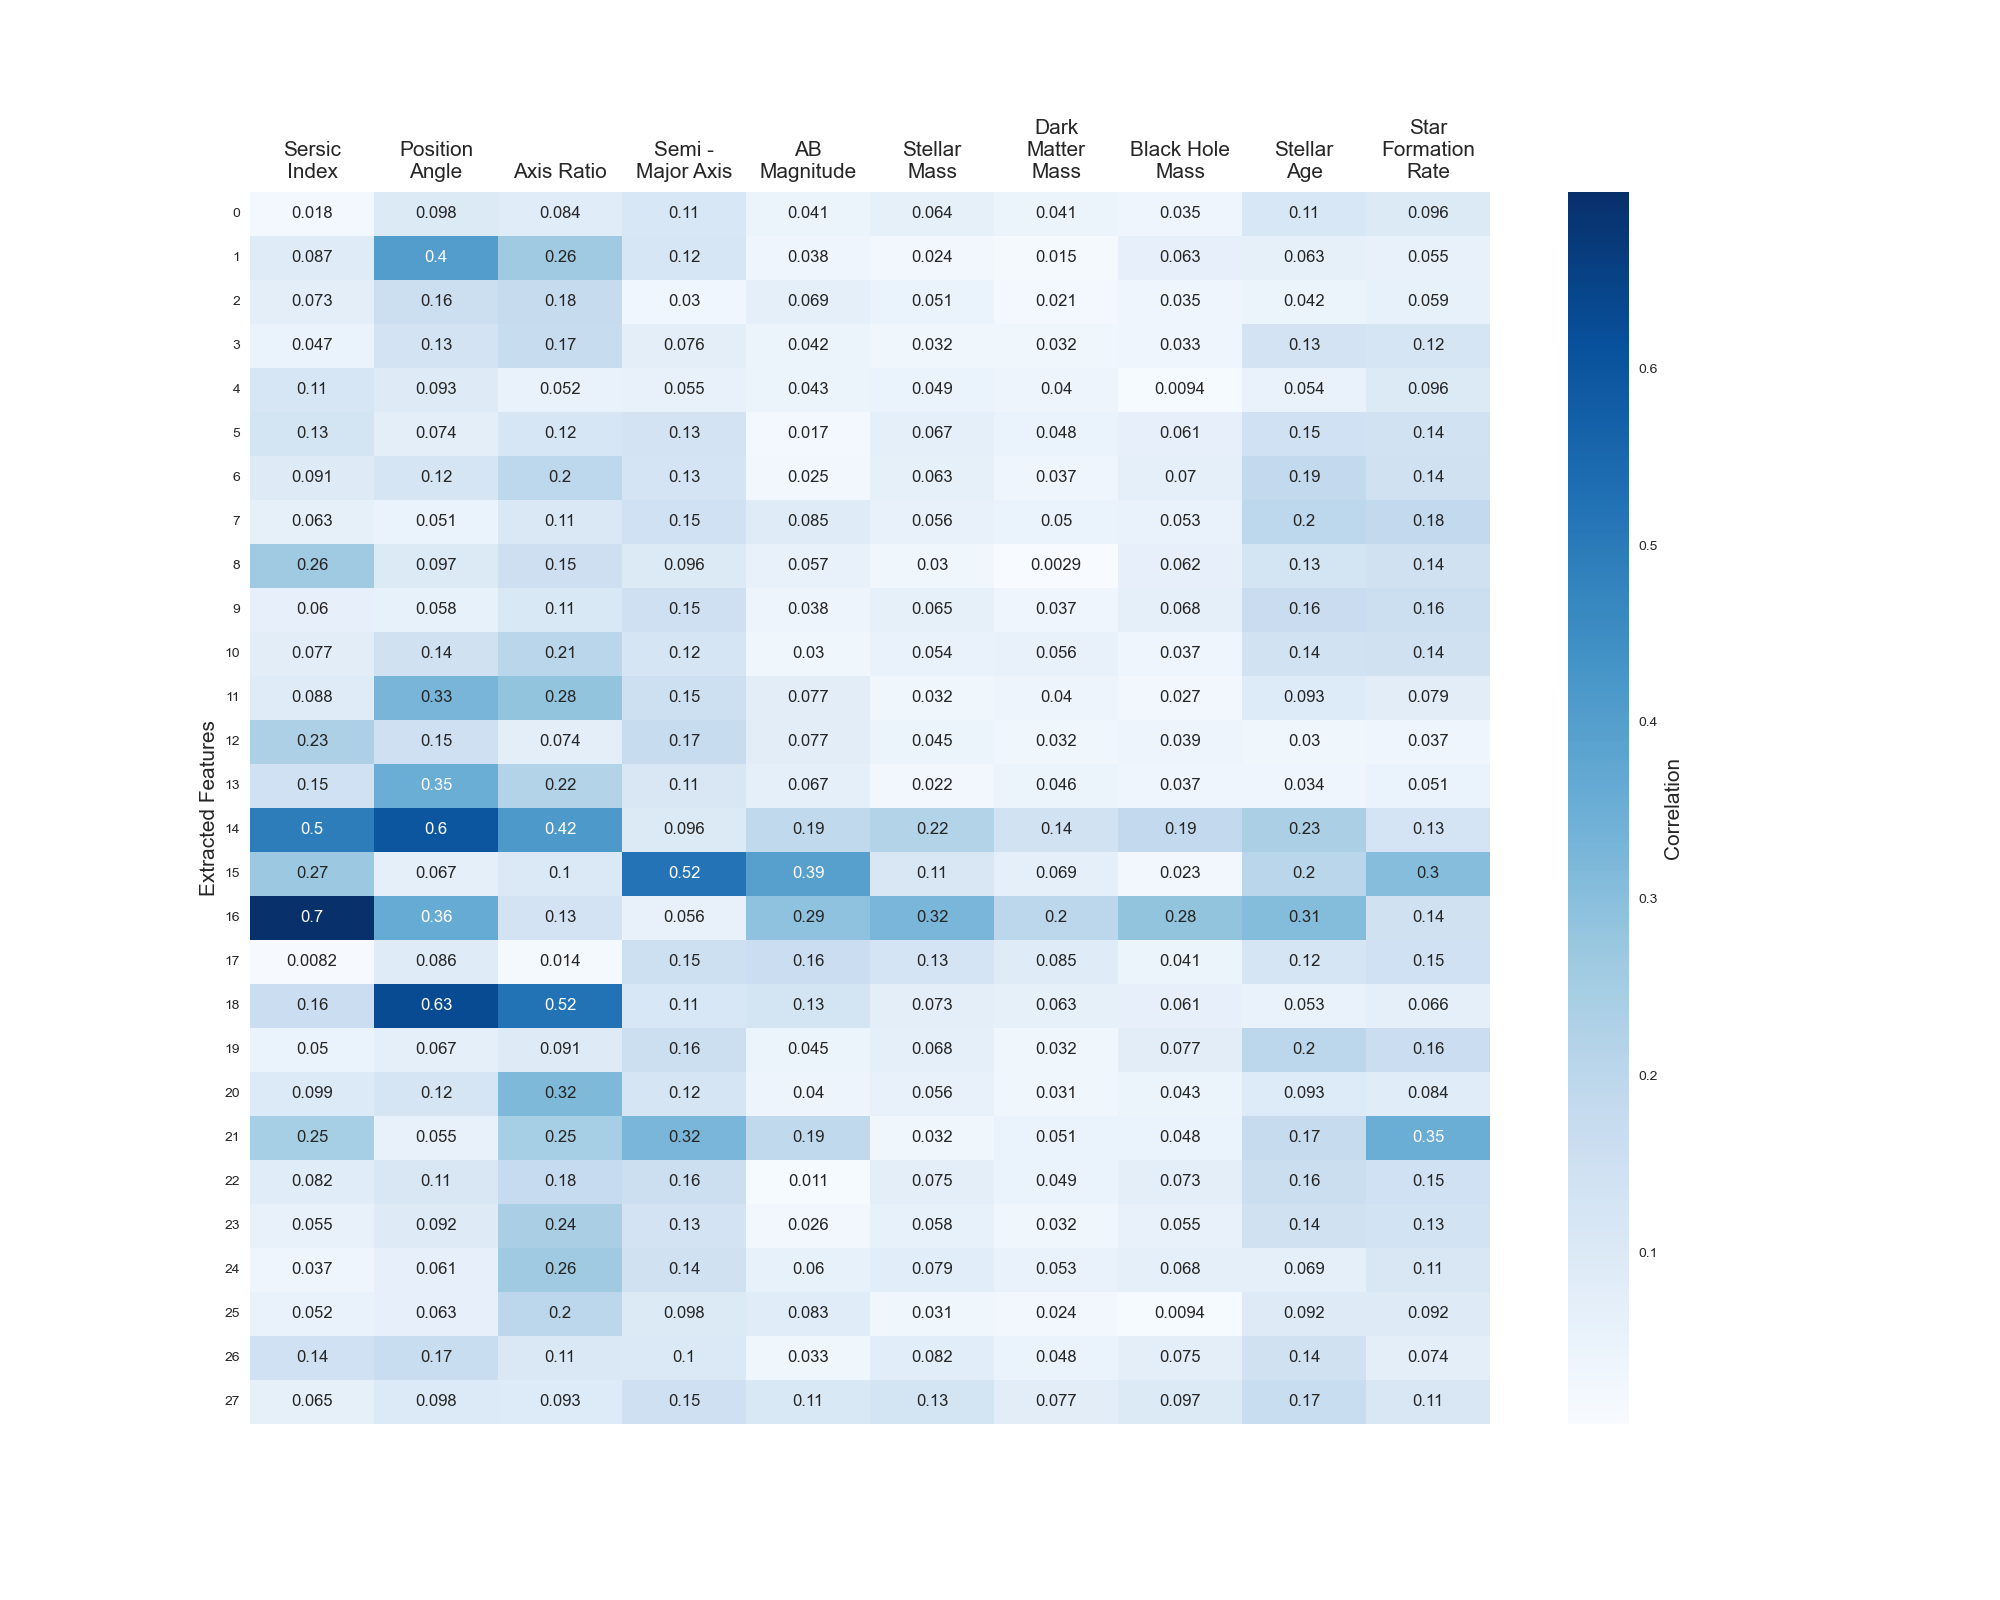 Sersic Index Position Angle Axis Ratio Semi - Major Axis AB Magnitude Stellar Mass Dark Matter Mass Black Hole Mass Stellar Age Star Formation Rate
0 0.018 0.098 0.084 0.11 0.041 0.064 0.041 0.035 0.11 0.096
1 0.087 0.4 0.26 0.12 0.038 0.024 0.015 0.063 0.063 0.055
2 0.073 0.16 0.18 0.03 0.069 0.051 0.021 0.035 0.042 0.059
3 0.047 0.13 0.17 0.076 0.042 0.032 0.032 0.033 0.13 0.12
4 0.11 0.093 0.052 0.055 0.043 0.049 0.04 0.0094 0.054 0.096
5 0.13 0.074 0.12 0.13 0.017 0.067 0.048 0.061 0.15 0.14
6 0.091 0.12 0.2 0.13 0.025 0.063 0.037 0.07 0.19 0.14
7 0.063 0.051 0.11 0.15 0.085 0.056 0.05 0.053 0.2 0.18
8 0.26 0.097 0.15 0.096 0.057 0.03 0.0029 0.062 0.13 0.14
9 0.06 0.058 0.11 0.15 0.038 0.065 0.037 0.068 0.16 0.16
10 0.077 0.14 0.21 0.12 0.03 0.054 0.056 0.037 0.14 0.14
11 0.088 0.33 0.28 0.15 0.077 0.032 0.04 0.027 0.093 0.079
12 0.23 0.15 0.074 0.17 0.077 0.045 0.032 0.039 0.03 0.037
13 0.15 0.35 0.22 0.11 0.067 0.022 0.046 0.037 0.034 0.051
14 0.5 0.6 0.42 0.096 0.19 0.22 0.14 0.19 0.23 0.13
15 0.27 0.067 0.1 0.52 0.39 0.11 0.069 0.023 0.2 0.3
16 0.7 0.36 0.13 0.056 0.29 0.32 0.2 0.28 0.31 0.14
17 0.0082 0.086 0.014 0.15 0.16 0.13 0.085 0.041 0.12 0.15
18 0.16 0.63 0.52 0.11 0.13 0.073 0.063 0.061 0.053 0.066
19 0.05 0.067 0.091 0.16 0.045 0.068 0.032 0.077 0.2 0.16
20 0.099 0.12 0.32 0.12 0.04 0.056 0.031 0.043 0.093 0.084
21 0.25 0.055 0.25 0.32 0.19 0.032 0.051 0.048 0.17 0.35
22 0.082 0.11 0.18 0.16 0.011 0.075 0.049 0.073 0.16 0.15
23 0.055 0.092 0.24 0.13 0.026 0.058 0.032 0.055 0.14 0.13
24 0.037 0.061 0.26 0.14 0.06 0.079 0.053 0.068 0.069 0.11
25 0.052 0.063 0.2 0.098 0.083 0.031 0.024 0.0094 0.092 0.092
26 0.14 0.17 0.11 0.1 0.033 0.082 0.048 0.075 0.14 0.074
27 0.065 0.098 0.093 0.15 0.11 0.13 0.077 0.097 0.17 0.11
Extracted Features
0.6
0.5
0.4
0.3
0.2
0.1
Correlation